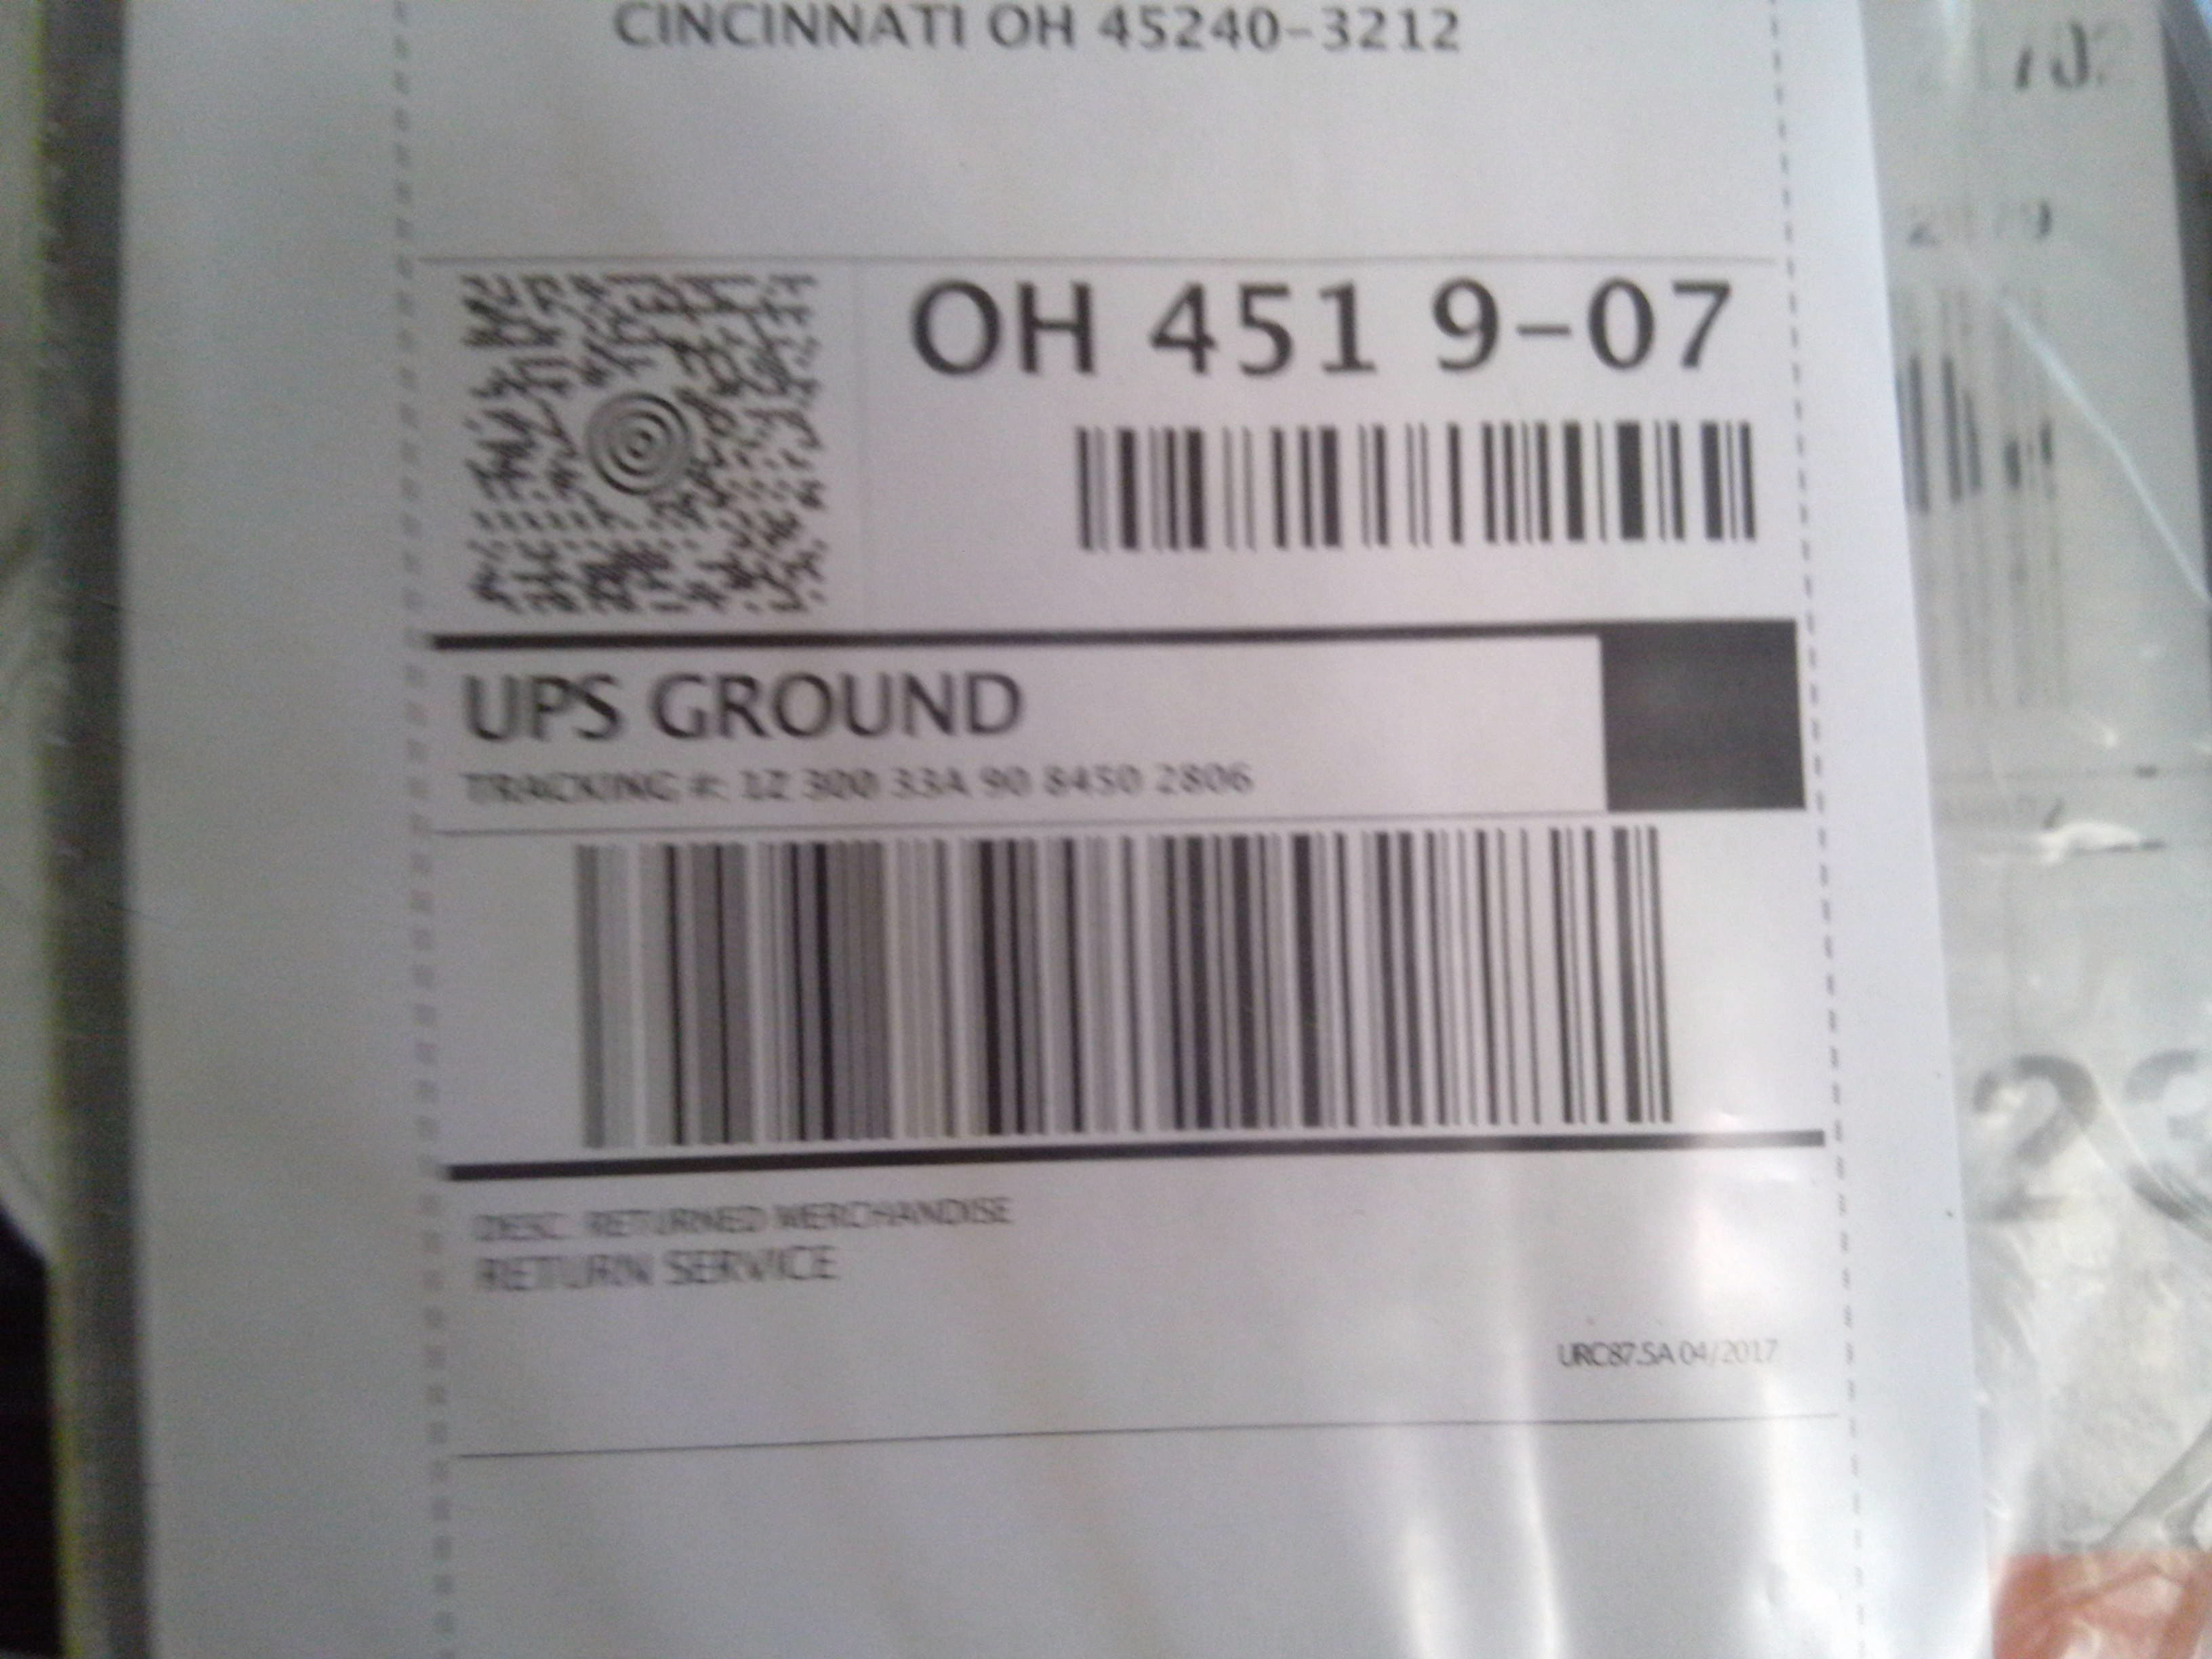 CINCINNATI OH 45240-3212
OH 451 9-07
UPS GROUND
TRACKING #: 1Z 300 33A 90 8450 2806
DESC: RETURNED MERCHANDISE
RETURN SERVICE
URC87.5A 04/2017
23